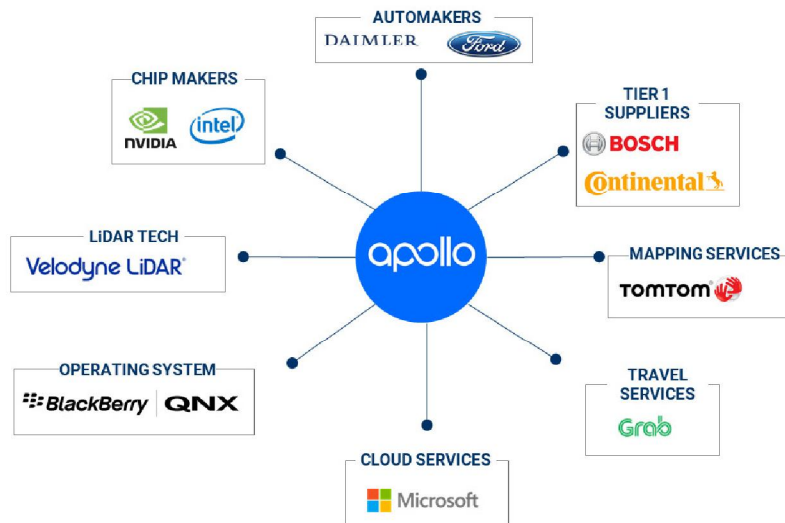 AUTOMAKERS
DAIMLER Ford
CHIP MAKERS
NVIDIA intel
TIER 1
SUPPLIERS
BOSCH
Continental
apollo
LiDAR TECH
Velodyne LiDAR®
MAPPING SERVICES
TOMTOM®
OPERATING SYSTEM
BlackBerry | QNX
TRAVEL
SERVICES
Grab
CLOUD SERVICES
Microsoft